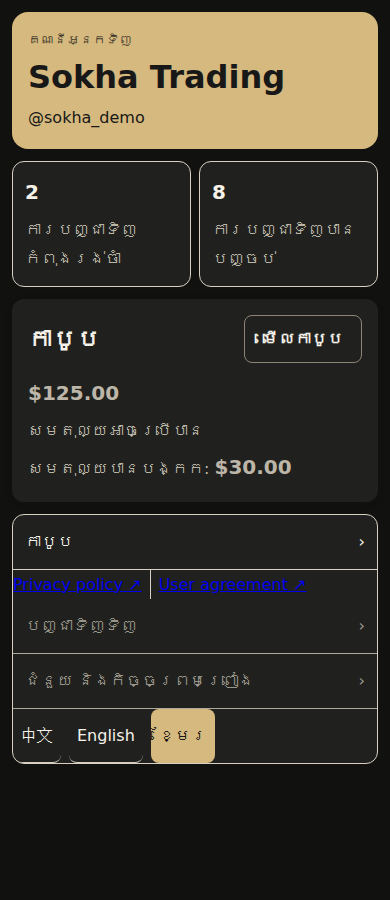 គណនីអ្នកទិញ
Sokha Trading
@sokha_demo
2
ការបញ្ជាទិញ
កំពុងរង់ចាំ
8
ការបញ្ជាទិញបាន
បញ្ចប់
កាបូប
មើលកាបូប
$125.00
សមតុល្យអាចប្រើបាន
សមតុល្យបានបង្កក: $30.00
កាបូប ›
Privacy policy ↗ User agreement ↗
បញ្ជាទិញទិញ ›
ជំនួយ និងកិច្ចព្រមព្រៀង ›
中文 English ខ្មែរ